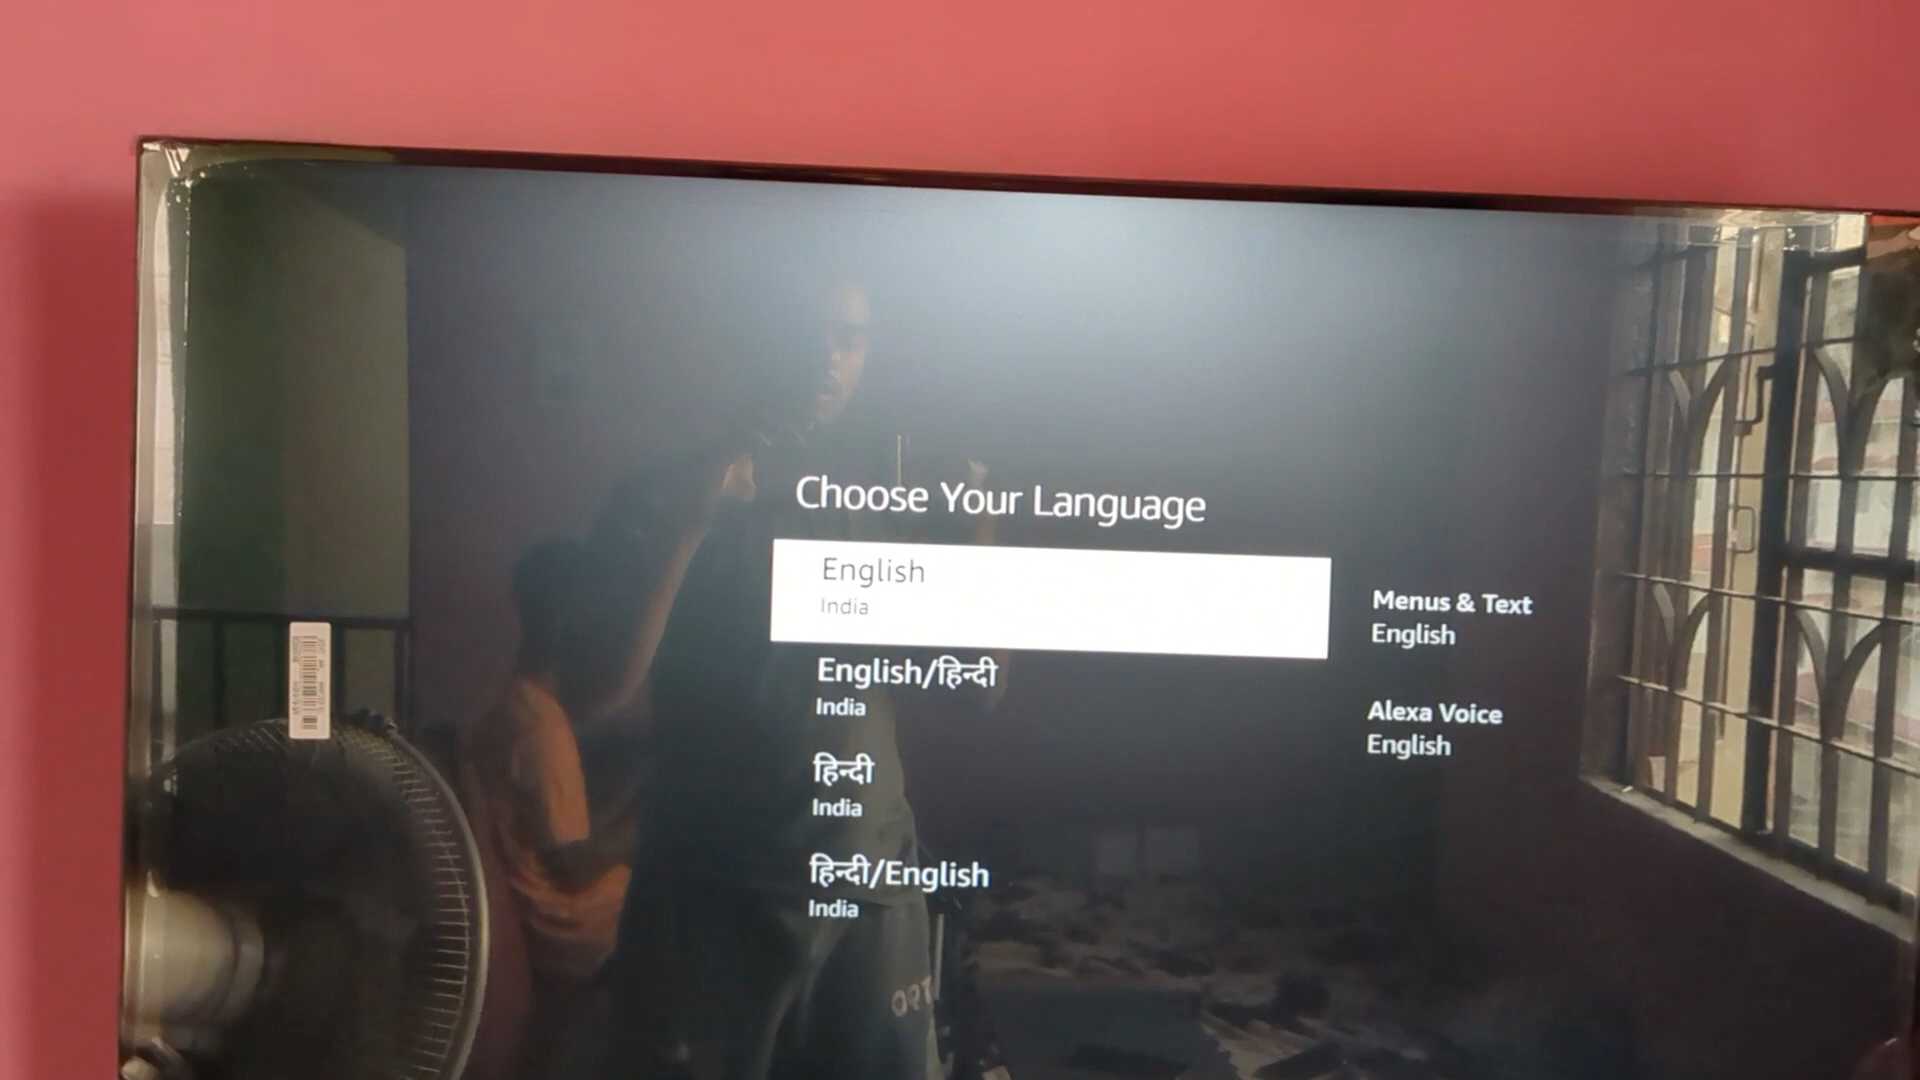 Choose Your Language
English
India
English/हिन्दी
India
हिन्दी
India
हिन्दी/English
India
Menus & Text
English
Alexa Voice
English